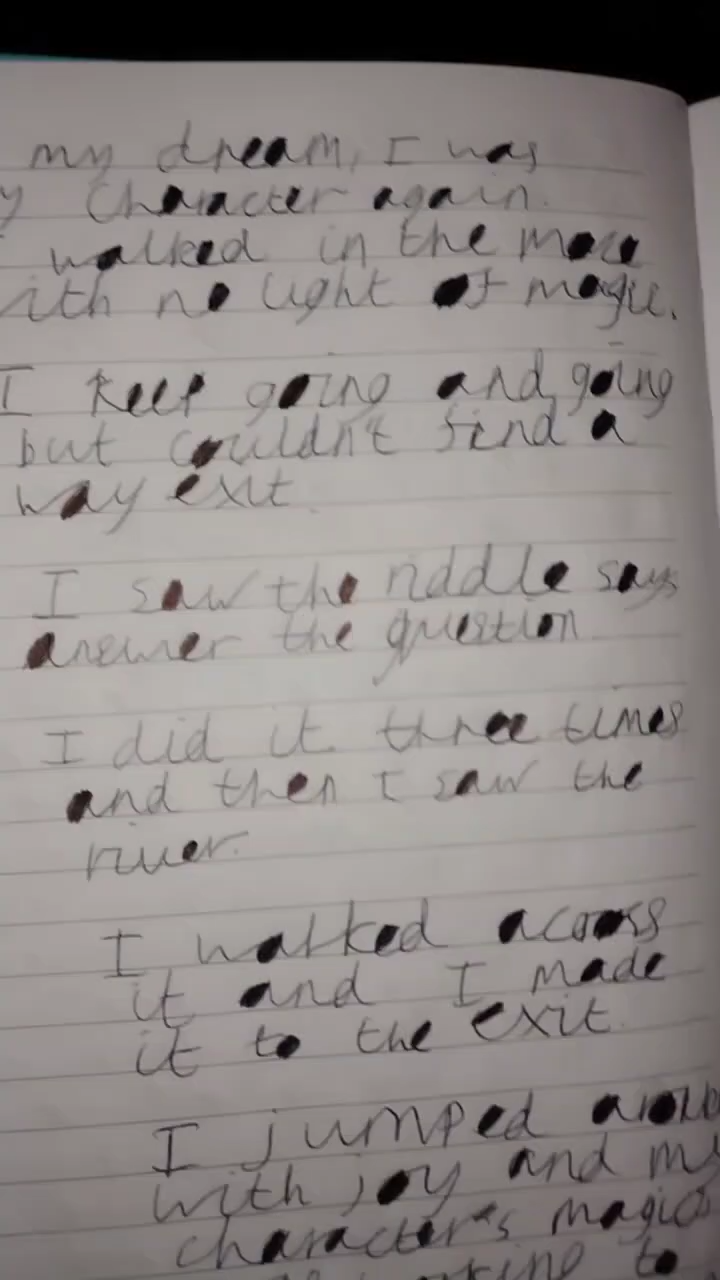 my dream, I was
y Character again.
walked in the maze
ith no light of magic.
I keep going and going
but couldn't find a
way exit.
I saw the riddle says
answer the question
I did it three times
and then I saw the
river.
I walked across
it and I made
it to the exit.
I jumped
with joy and my
character's magic
to